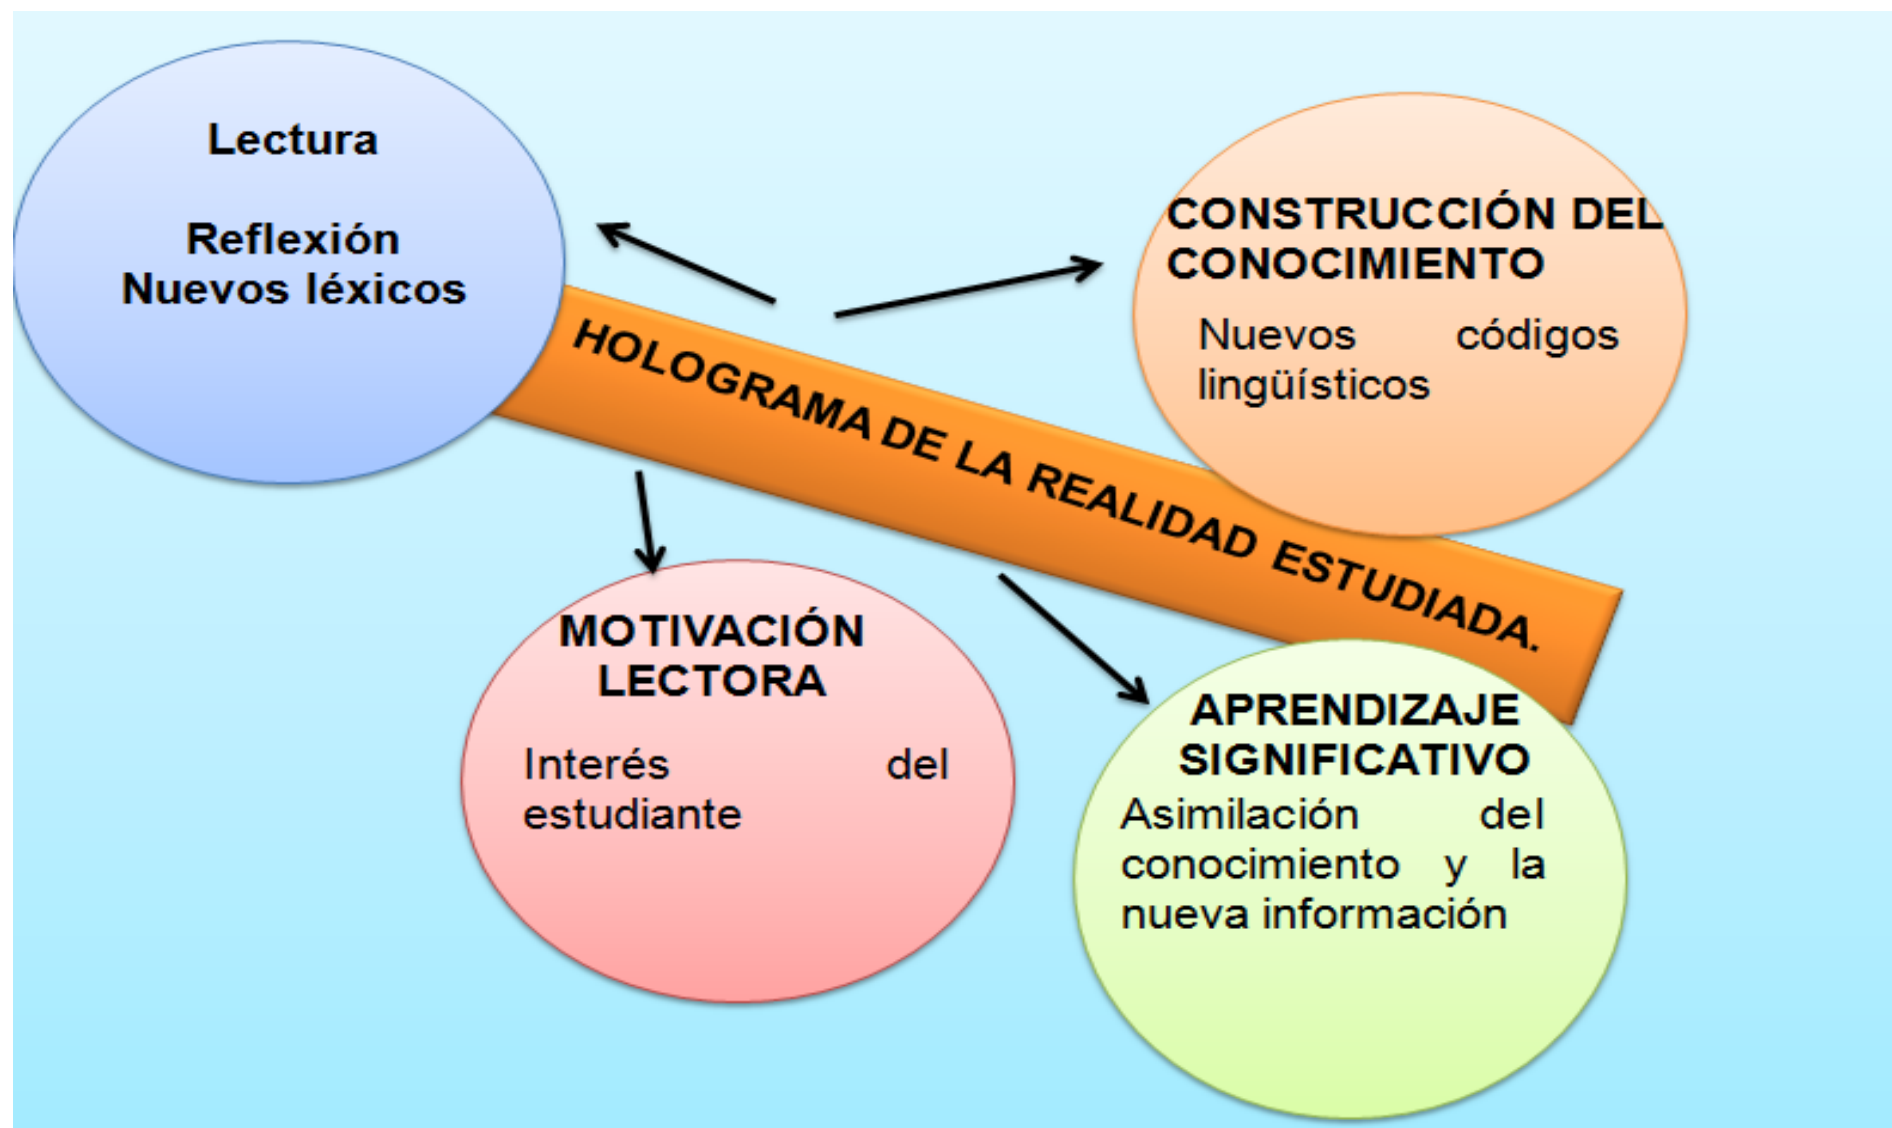 Lectura
Reflexión
Nuevos léxicos
CONSTRUCCIÓN DEL
CONOCIMIENTO
Nuevos códigos
lingüísticos
HOLOGRAMA DE LA REALIDAD ESTUDIADA.
MOTIVACIÓN
LECTORA
Interés del
estudiante
APRENDIZAJE
SIGNIFICATIVO
Asimilación del
conocimiento y la
nueva información